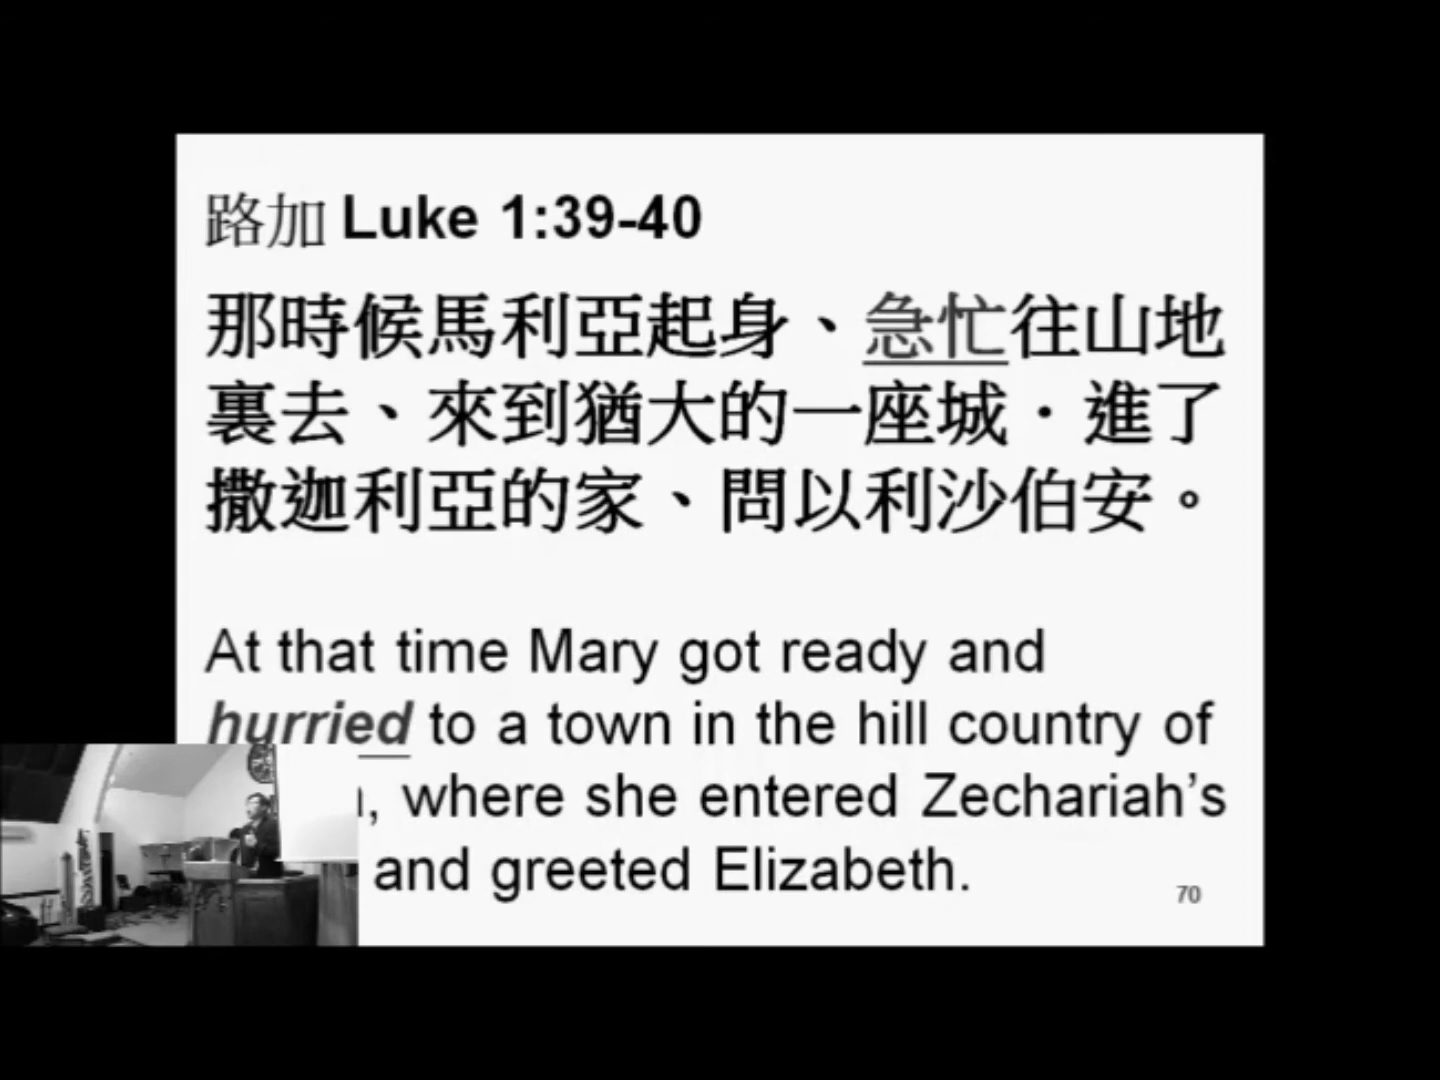 路加 Luke 1:39-40
那時候馬利亞起身、急忙往山地
裏去、來到猶大的一座城．進了
撒迦利亞的家、問以利沙伯安。
At that time Mary got ready and
hurried to a town in the hill country of
, where she entered Zechariah’s
and greeted Elizabeth.
70